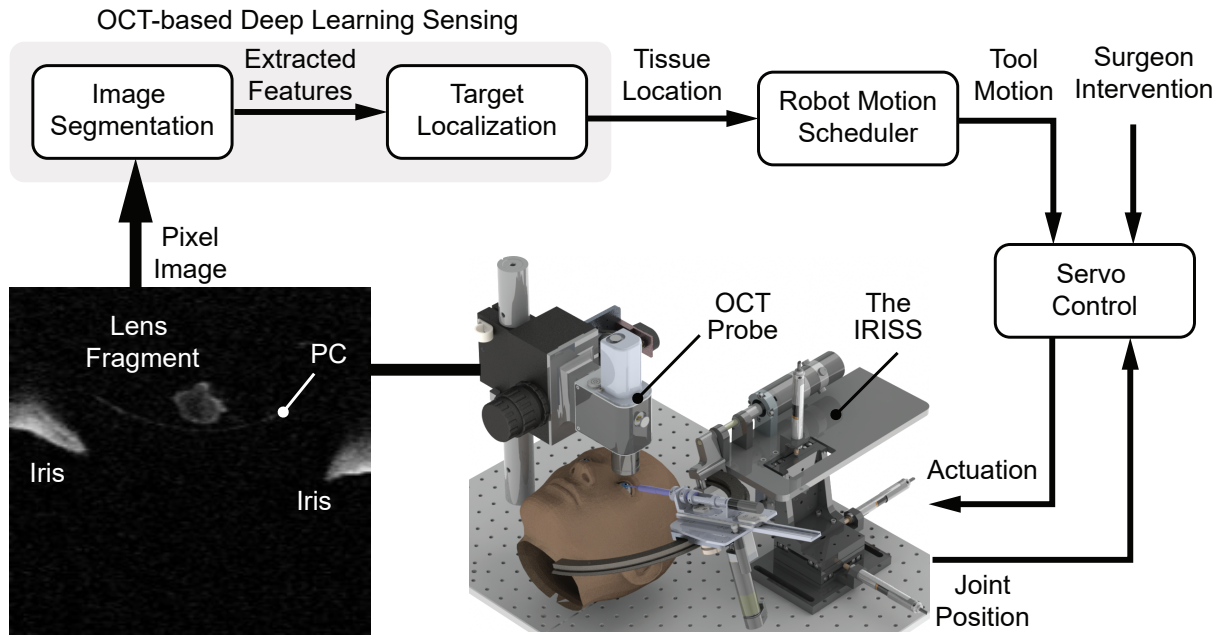 OCT-based Deep Learning Sensing
Image
Segmentation
Extracted
Features
Target
Localization
Tissue
Location
Robot Motion
Scheduler
Tool
Motion
Surgeon
Intervention
Pixel
Image
Servo
Control
Lens
Fragment
PC
Iris
Iris
OCT
Probe
The
IRISS
Actuation
Joint
Position